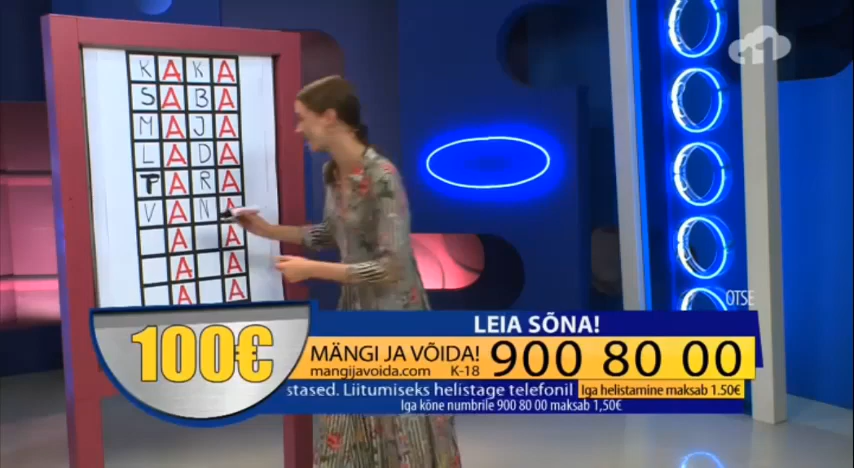 K A K A
S A B A
M A J A
L A D A
T A R A
V A N A
A A
A A
A A
OTSE
100€
LEIA SÕNA!
MÄNGI JA VÕIDA! 900 80 00
mangijavoida.com K-18
stased. Liitumiseks helistage telefonil Iga helistamine maksab 1.50€
Iga kõne numbrile 900 80 00 maksab 1,50€